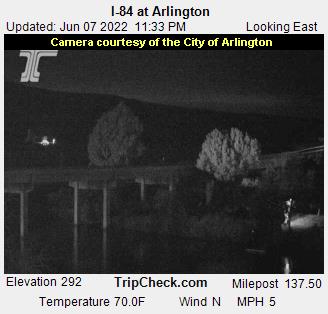 I-84 at Arlington
Updated: Jun 07 2022 11:33 PM Looking East
Camera courtesy of the City of Arlington
Elevation 292 TripCheck.com Milepost 137.50
Temperature 70.0F Wind N MPH 5